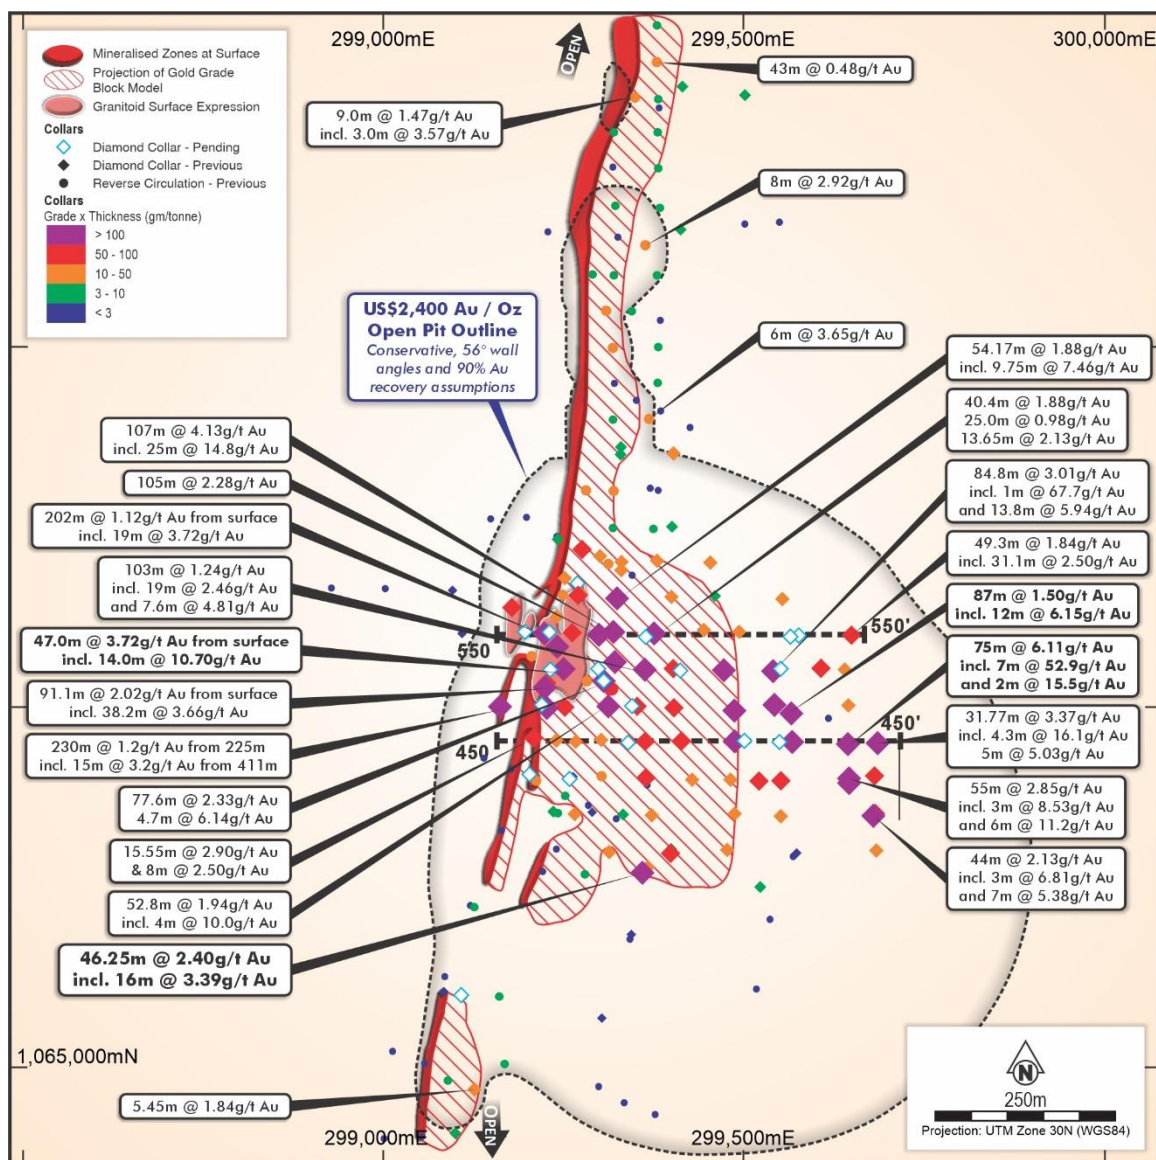 299,000mE
299,500mE
300,000mE
Mineralised Zones at Surface
Projection of Gold Grade
Block Model
Granitoid Surface Expression
Collars
Diamond Collar - Pending
Diamond Collar - Previous
Reverse Circulation - Previous
Collars
Grade x Thickness (gm/tonne)
> 100
50 - 100
10 - 50
3 - 10
< 3
OPEN
43m @ 0.48g/t Au
9.0m @ 1.47g/t Au
incl. 3.0m @ 3.57g/t Au
8m @ 2.92g/t Au
US$2,400 Au / Oz
Open Pit Outline
Conservative, 56° wall
angles and 90% Au
recovery assumptions
6m @ 3.65g/t Au
54.17m @ 1.88g/t Au
incl. 9.75m @ 7.46g/t Au
40.4m @ 1.88g/t Au
25.0m @ 0.98g/t Au
13.65m @ 2.13g/t Au
84.8m @ 3.01g/t Au
incl. 1m @ 67.7g/t Au
and 13.8m @ 5.94g/t Au
49.3m @ 1.84g/t Au
incl. 31.1m @ 2.50g/t Au
87m @ 1.50g/t Au
incl. 12m @ 6.15g/t Au
75m @ 6.11g/t Au
incl. 7m @ 52.9g/t Au
and 2m @ 15.5g/t Au
31.77m @ 3.37g/t Au
incl. 4.3m @ 16.1g/t Au
5m @ 5.03g/t Au
55m @ 2.85g/t Au
incl. 3m @ 8.53g/t Au
and 6m @ 11.2g/t Au
44m @ 2.13g/t Au
incl. 3m @ 6.81g/t Au
and 7m @ 5.38g/t Au
107m @ 4.13g/t Au
incl. 25m @ 14.8g/t Au
105m @ 2.28g/t Au
202m @ 1.12g/t Au from surface
incl. 19m @ 3.72g/t Au
103m @ 1.24g/t Au
incl. 19m @ 2.46g/t Au
and 7.6m @ 4.81g/t Au
47.0m @ 3.72g/t Au from surface
incl. 14.0m @ 10.70g/t Au
91.1m @ 2.02g/t Au from surface
incl. 38.2m @ 3.66g/t Au
230m @ 1.2g/t Au from 225m
incl. 15m @ 3.2g/t Au from 411m
77.6m @ 2.33g/t Au
4.7m @ 6.14g/t Au
15.55m @ 2.90g/t Au
& 8m @ 2.50g/t Au
52.8m @ 1.94g/t Au
incl. 4m @ 10.0g/t Au
46.25m @ 2.40g/t Au
incl. 16m @ 3.39g/t Au
550
550'
450
450'
1,065,000mN
5.45m @ 1.84g/t Au
OPEN
299,000mE
299,500mE
N
250m
Projection: UTM Zone 30N (WGS84)